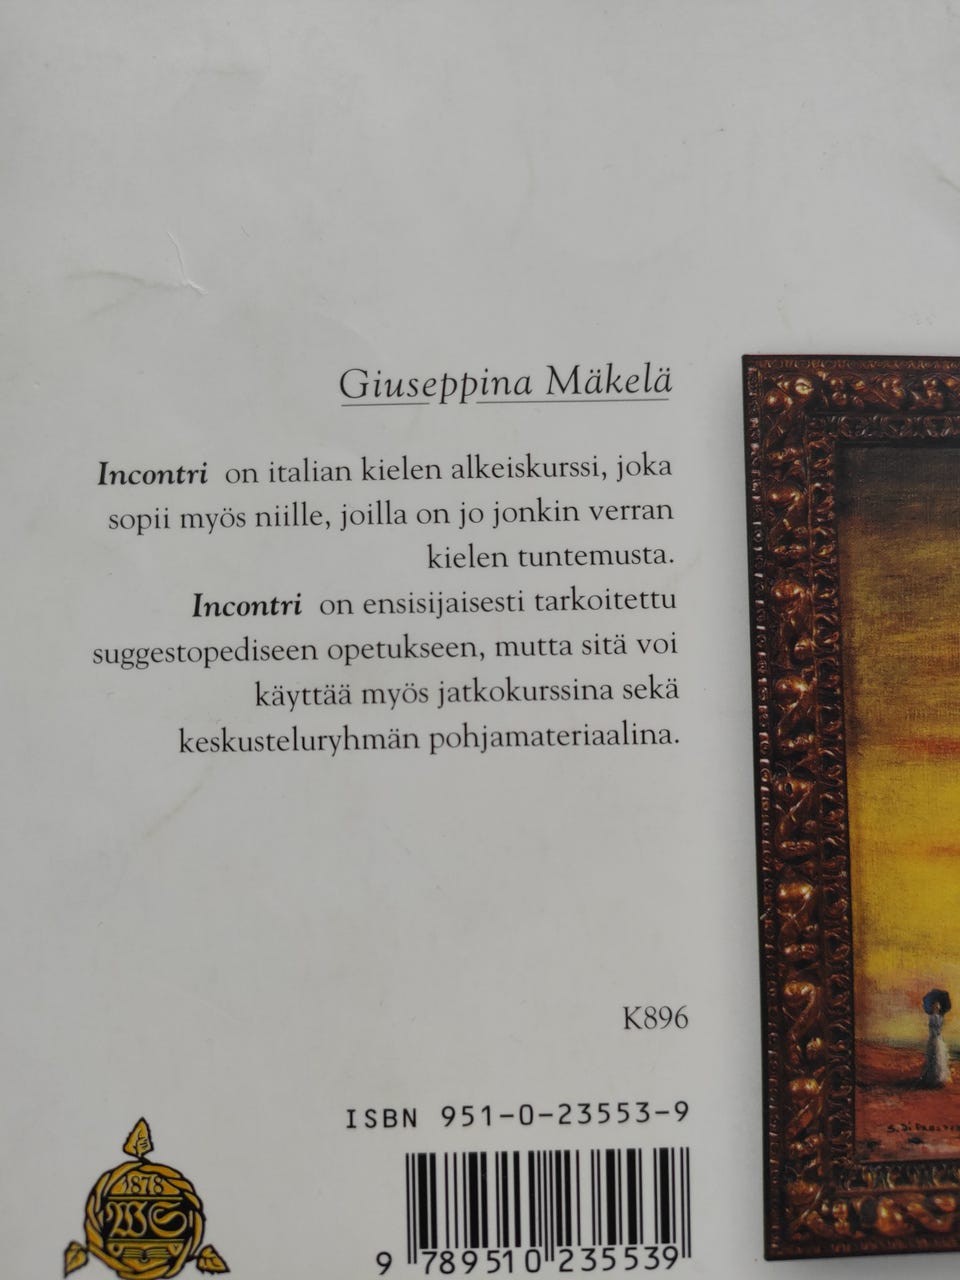 Giuseppina Mäkelä
Incontri on italian kielen alkeiskurssi, joka
sopii myös niille, joilla on jo jonkin verran
kielen tuntemusta.
Incontri on ensisijaisesti tarkoitettu
suggestopediseen opetukseen, mutta sitä voi
käyttää myös jatkokurssina sekä
keskusteluryhmän pohjamateriaalina.
K896
ISBN 951-0-23553-9
9 789510 235539
1878
WS